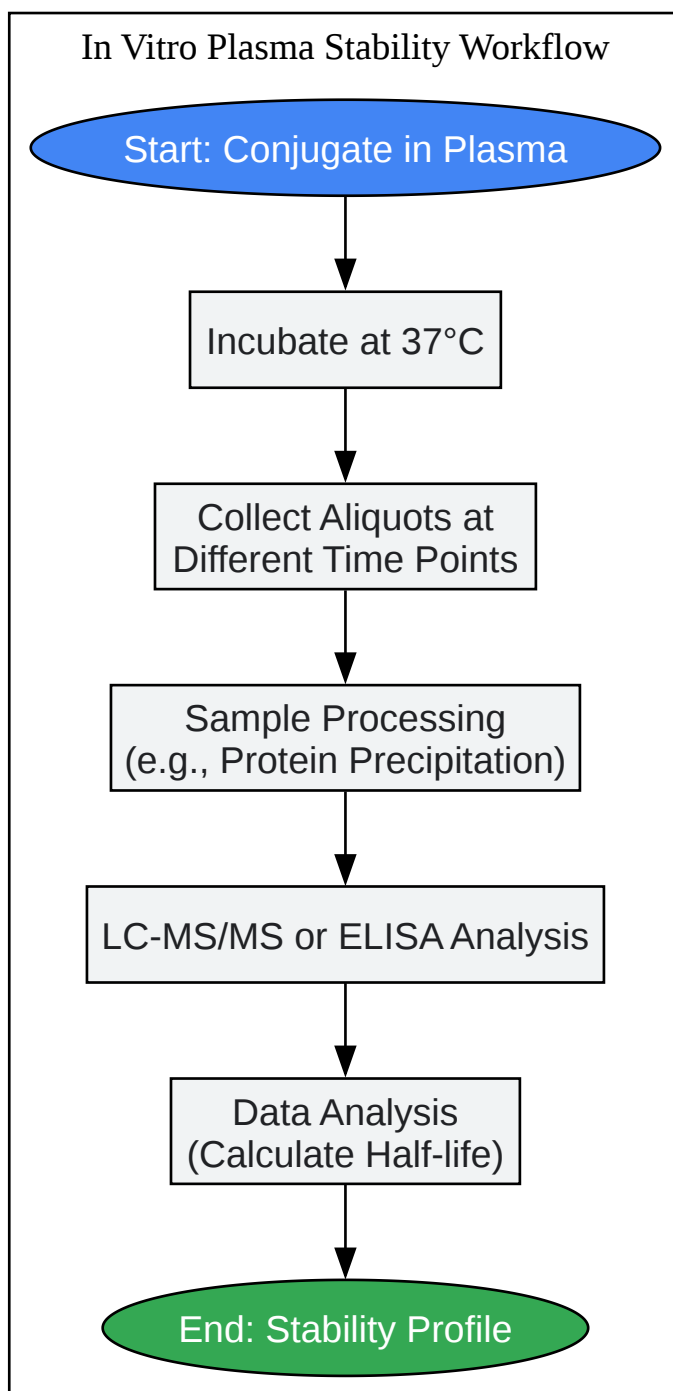 In Vitro Plasma Stability Workflow
Start: Conjugate in Plasma
Incubate at 37°C
Collect Aliquots at
Different Time Points
Sample Processing
(e.g., Protein Precipitation)
LC-MS/MS or ELISA Analysis
Data Analysis
(Calculate Half-life)
End: Stability Profile